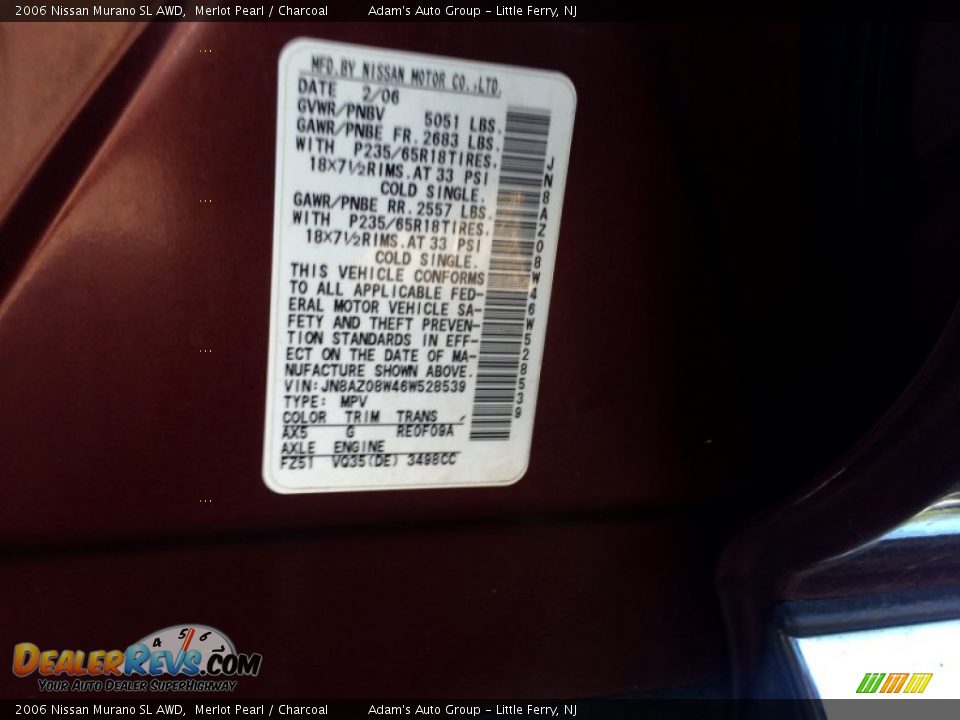 2006 Nissan Murano SL AWD, Merlot Pearl / Charcoal Adam's Auto Group - Little Ferry, NJ
MFD.BY NISSAN MOTOR CO.,LTD.
DATE 2/06
GVWR/PNBV 5051 LBS.
GAWR/PNBE FR. 2683 LBS.
WITH P235/65R18TIRES.
18X7½RIMS.AT 33 PSI
COLD SINGLE.
GAWR/PNBE RR. 2557 LBS.
WITH P235/65R18TIRES.
18X7½RIMS.AT 33 PSI
COLD SINGLE.
THIS VEHICLE CONFORMS
TO ALL APPLICABLE FED-
ERAL MOTOR VEHICLE SA-
FETY AND THEFT PREVEN-
TION STANDARDS IN EFF-
ECT ON THE DATE OF MA-
NUFACTURE SHOWN ABOVE.
VIN:JN8AZ08W46W528539
TYPE: MPV
COLOR TRIM TRANS
AX5 G RE0F09A
AXLE ENGINE
FZ51 VQ35(DE) 3498CC
JN8AZ08W46W528539
4 5 6 7
DEALERREVS.COM
YOUR AUTO DEALER SUPERHIGHWAY
2006 Nissan Murano SL AWD, Merlot Pearl / Charcoal Adam's Auto Group - Little Ferry, NJ